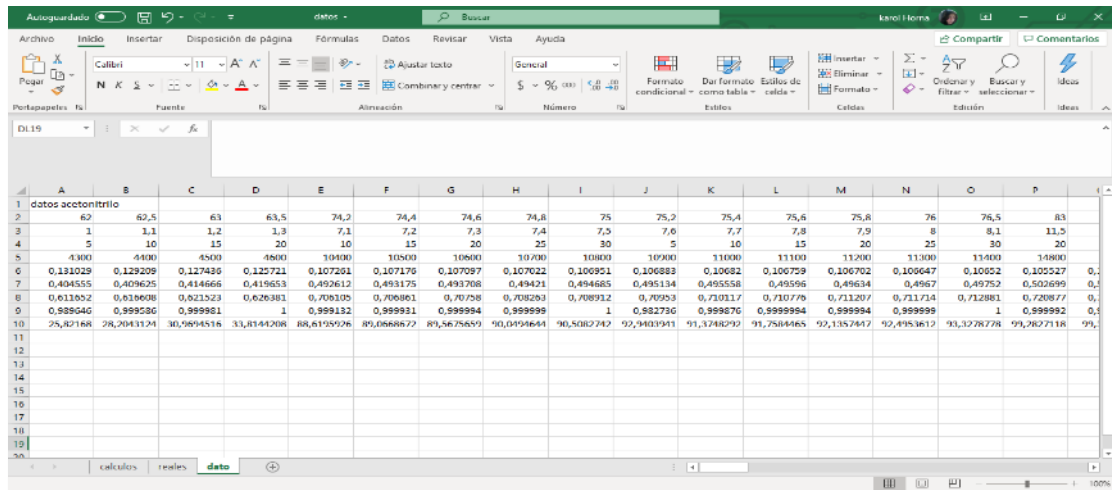 Autoguardado datos - Buscar karol Horna
Archivo Inicio Insertar Disposición de página Fórmulas Datos Revisar Vista Ayuda Compartir Comentarios
Pegar Calibri 11 A A Ajustar texto General Formato condicional Dar formato como tabla Estilos de celda Insertar Eliminar Formato Ordenar y filtrar Buscar y seleccionar Ideas
N K S Combinar y centrar $ % 000
Portapapeles Fuente Alineación Número Estilos Celdas Edición Ideas
DL19 fx
A B C D E F G H I J K L M N O P
1 datos acetonitrilo
2 62 62,5 63 63,5 74,2 74,4 74,6 74,8 75 75,2 75,4 75,6 75,8 76 76,5 83
3 1 1,1 1,2 1,3 7,1 7,2 7,3 7,4 7,5 7,6 7,7 7,8 7,9 8 8,1 11,5
4 5 10 15 20 10 15 20 25 30 5 10 15 20 25 30 20
5 4300 4400 4500 4600 10400 10500 10600 10700 10800 10900 11000 11100 11200 11300 11400 14800
6 0,131029 0,129209 0,127436 0,125721 0,107261 0,107176 0,107097 0,107022 0,106951 0,106883 0,10682 0,106759 0,106702 0,106647 0,10652 0,105527
7 0,404555 0,409625 0,414666 0,419653 0,492612 0,493175 0,493708 0,49421 0,494685 0,495134 0,495558 0,49596 0,49634 0,4967 0,49752 0,502699
8 0,611652 0,616608 0,621523 0,626381 0,706105 0,706861 0,70758 0,708263 0,708912 0,70953 0,710117 0,710776 0,711207 0,711714 0,712881 0,720877
9 0,989646 0,999586 0,999981 1 0,999132 0,999931 0,999994 0,999999 1 0,982736 0,999876 0,9999994 0,999994 0,999999 1 0,999992
10 25,82168 28,2043124 30,9694516 33,8144208 88,6195926 89,0668672 89,5675659 90,0494644 90,5082742 92,9403941 91,3748292 91,7584465 92,1357447 92,4953612 93,3278778 99,2827118
11
12
13
14
15
16
17
18
19
20
calculos reales dato
100%